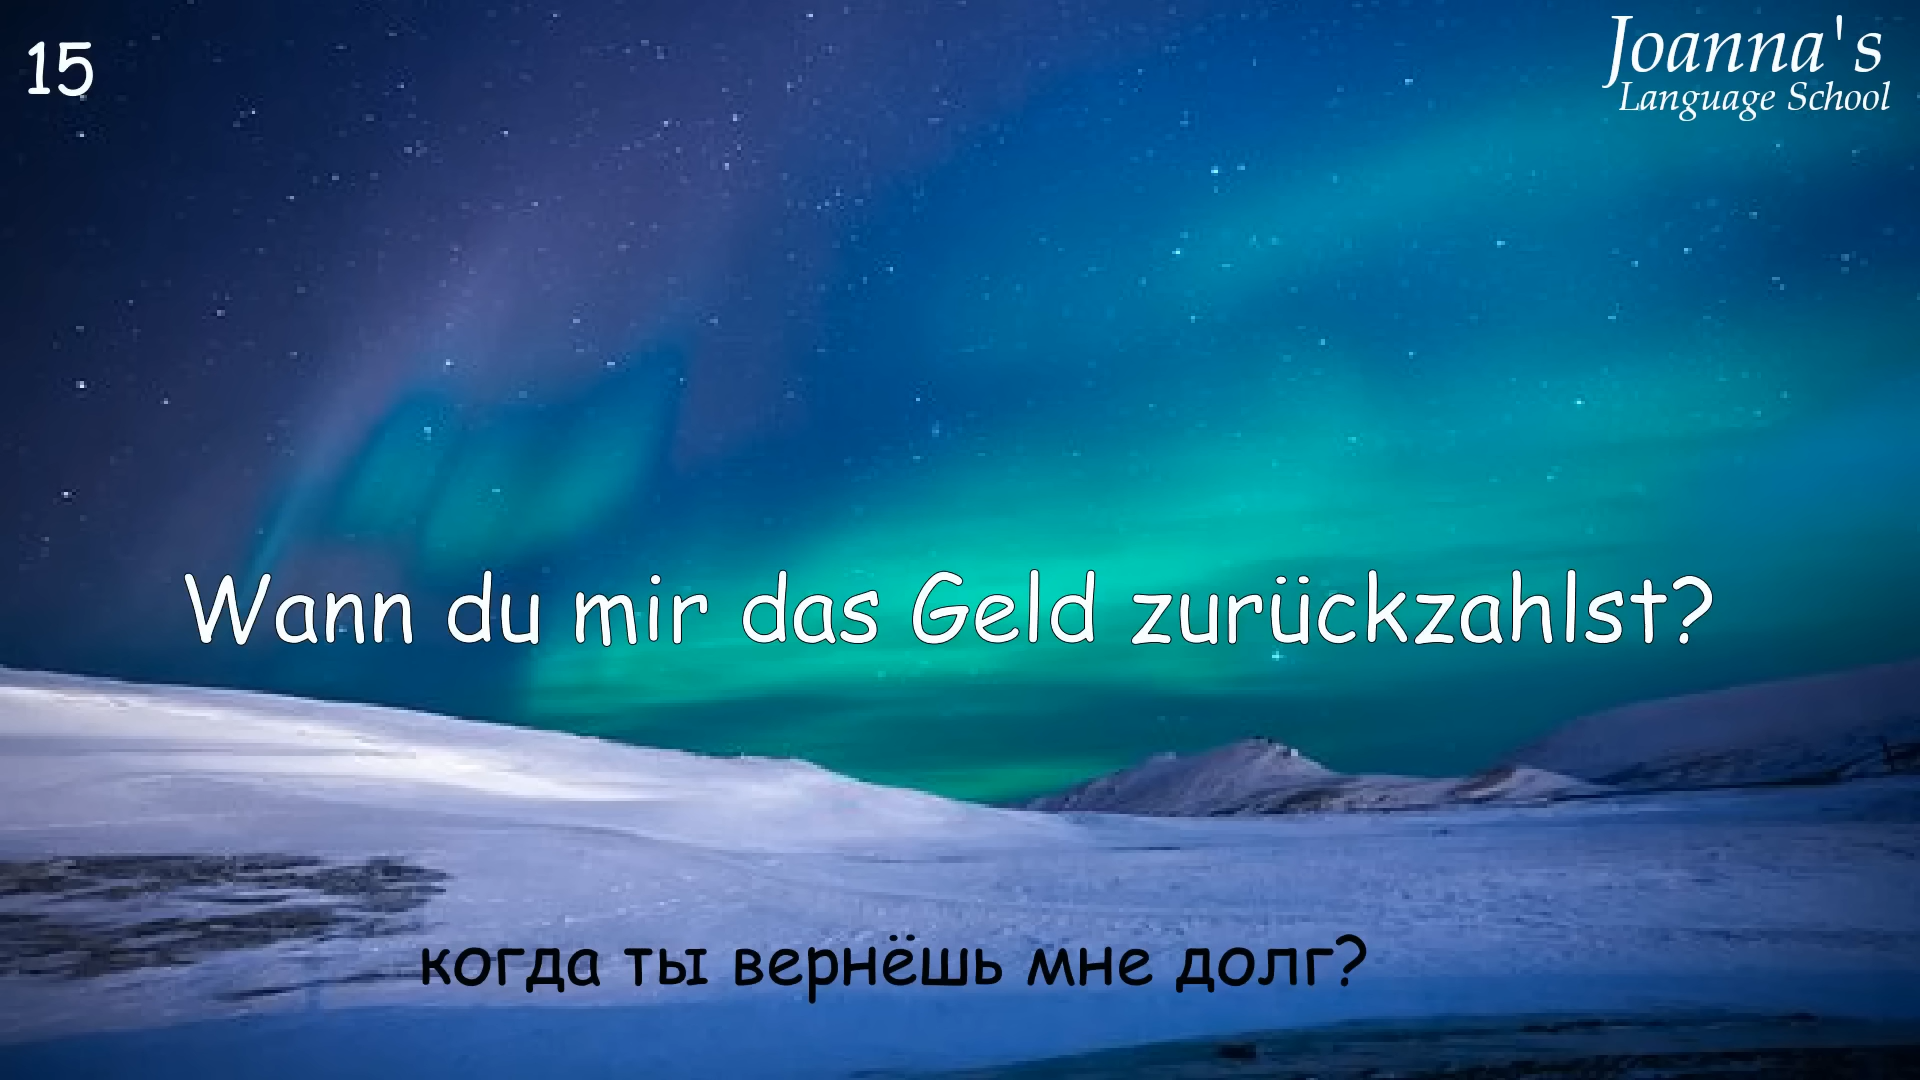 15
Joanna's
Language School
Wann du mir das Geld zurückzahlst?
когда ты вернёшь мне долг?